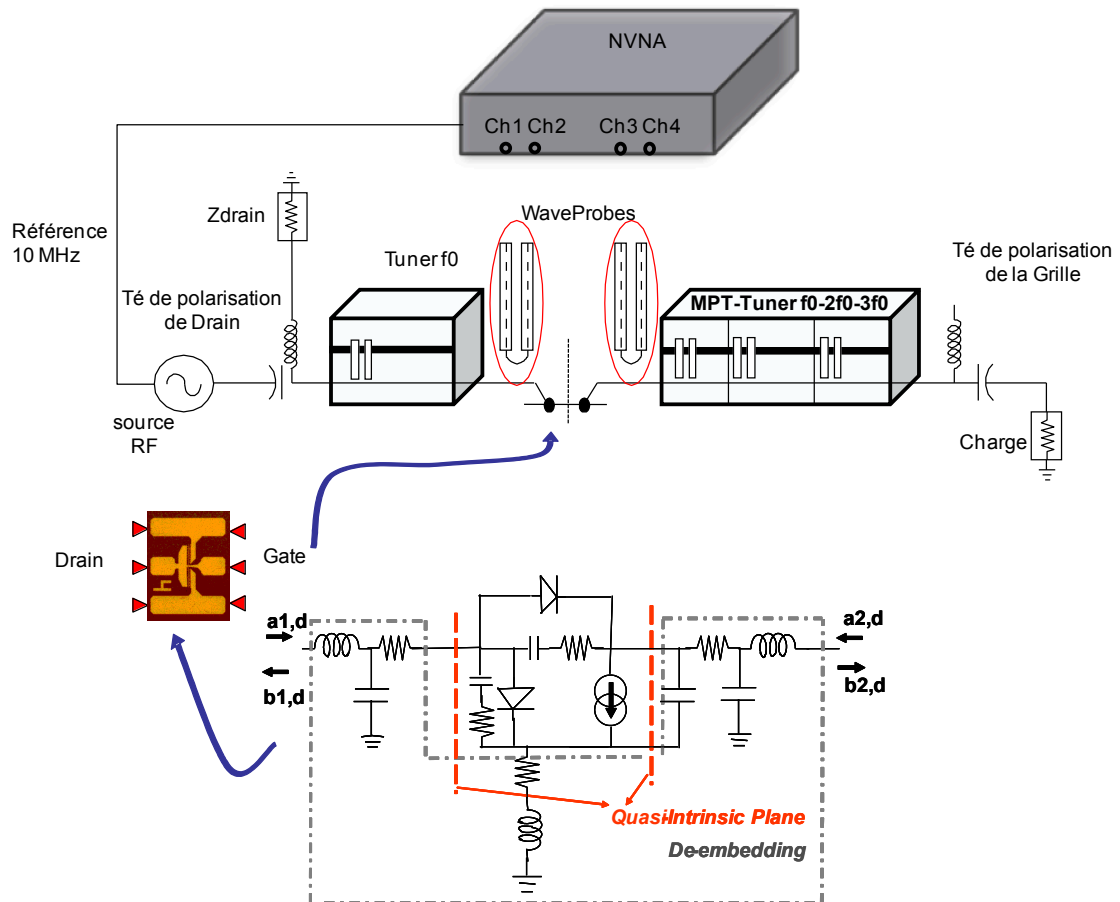 NVNA
Ch1 Ch2
Ch3 Ch4
Référence
10 MHz
Zdrain
WaveProbes
Tuner f0
Té de polarisation
de Drain
MPT-Tuner f0-2f0-3f0
Té de polarisation
de la Grille
source
RF
Charge
Drain
Gate
h
a1,d
b1,d
a2,d
b2,d
Quasi-Intrinsic Plane
De-embedding